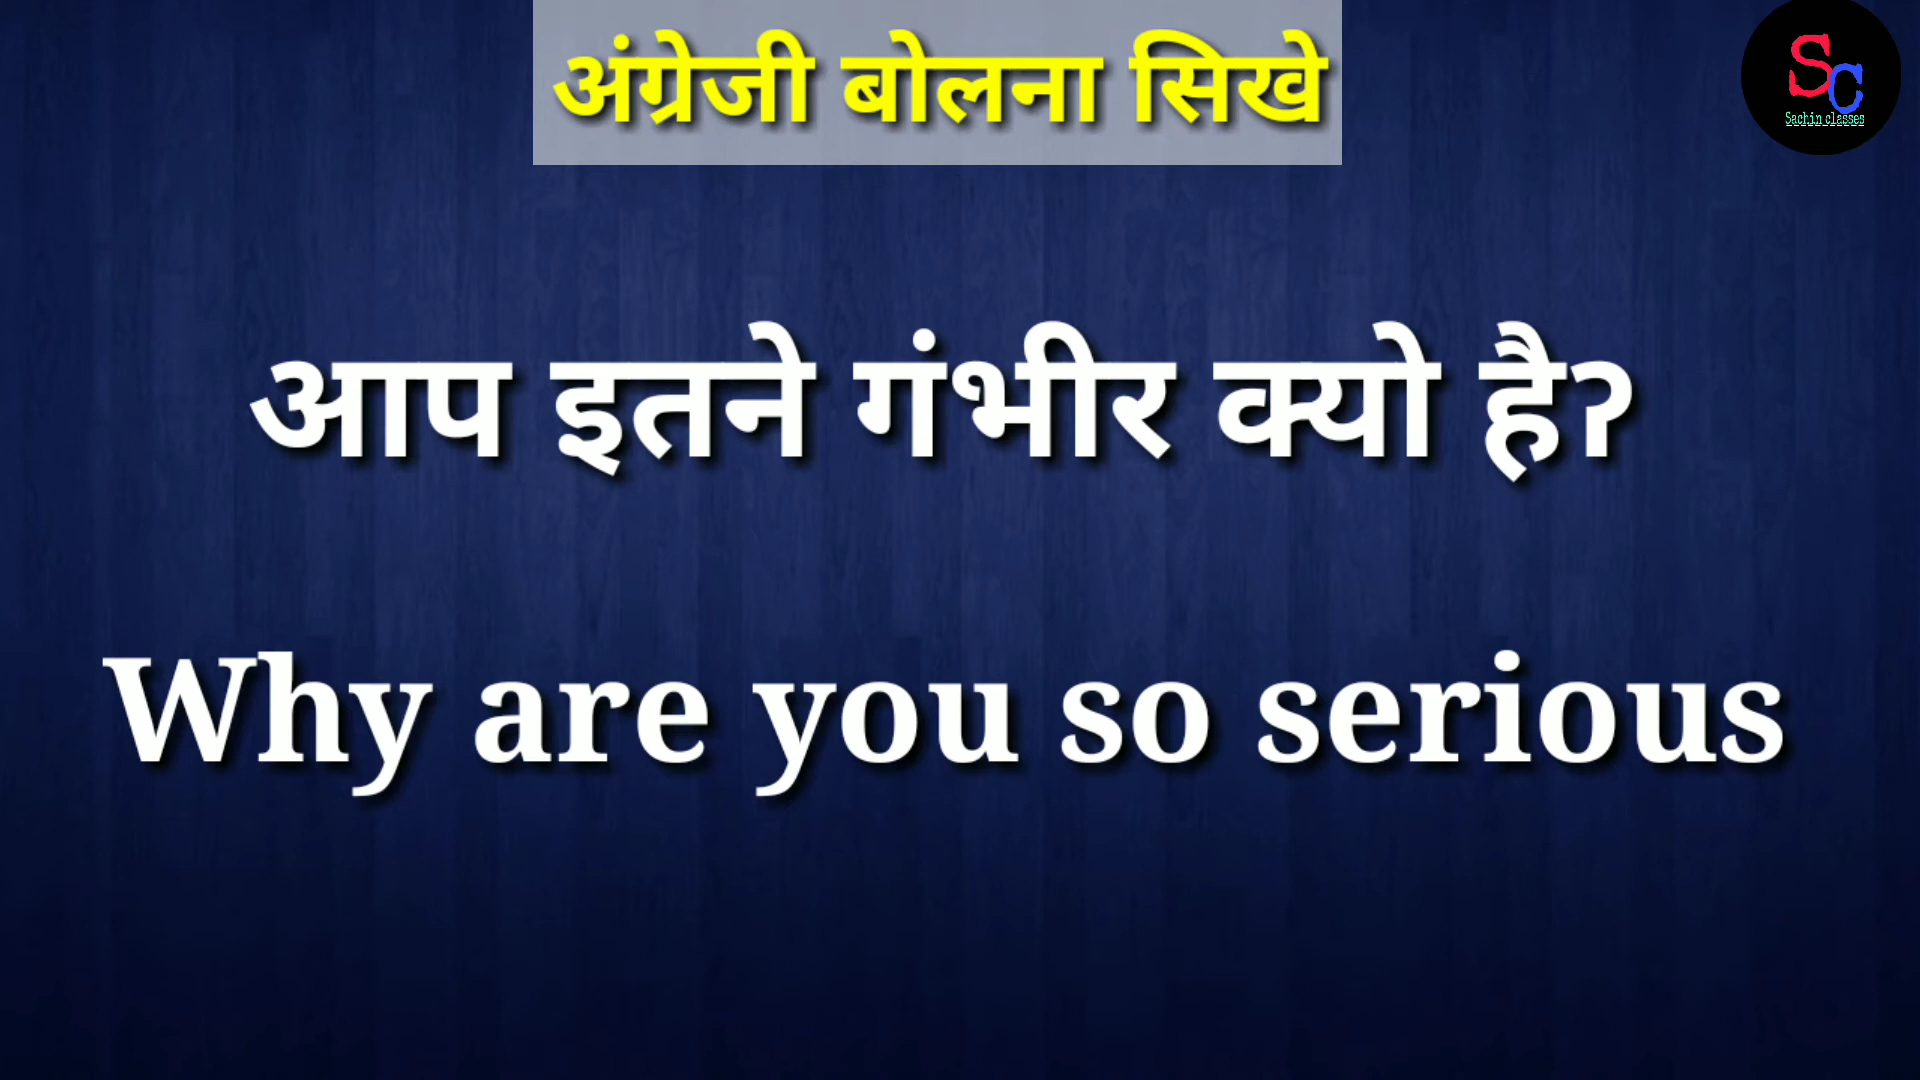 अंग्रेजी बोलना सिखे
SC
Sachin classes
आप इतने गंभीर क्यो है?
Why are you so serious